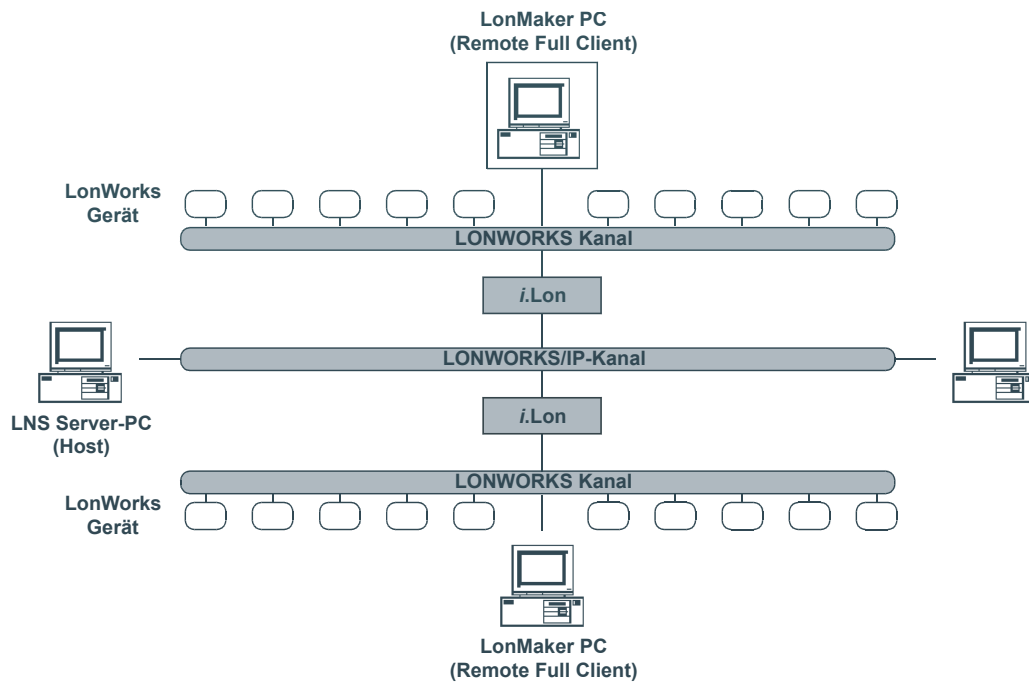 LonMaker PC
(Remote Full Client)
LonWorks
Gerät
LONWORKS Kanal
i.Lon
LONWORKS/IP-Kanal
LNS Server-PC
(Host)
i.Lon
LONWORKS Kanal
LonWorks
Gerät
LonMaker PC
(Remote Full Client)